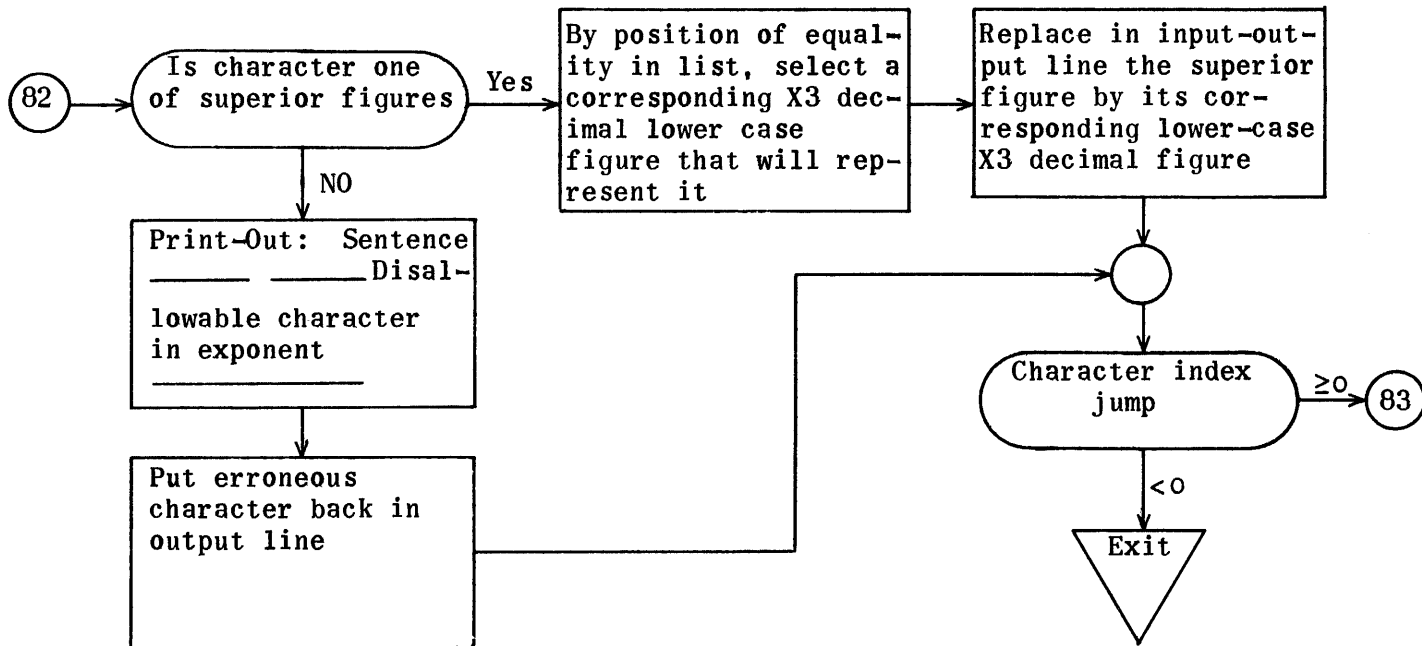 82
Is character one
of superior figures
Yes
By position of equal-
ity in list, select a
corresponding X3 dec-
imal lower case
figure that will rep-
resent it
Replace in input-out-
put line the superior
figure by its cor-
responding lower-case
X3 decimal figure
NO
Print-Out: Sentence
Disal-
lowable character
in exponent
Put erroneous
character back in
output line
Character index
jump
≥0
83
<0
Exit